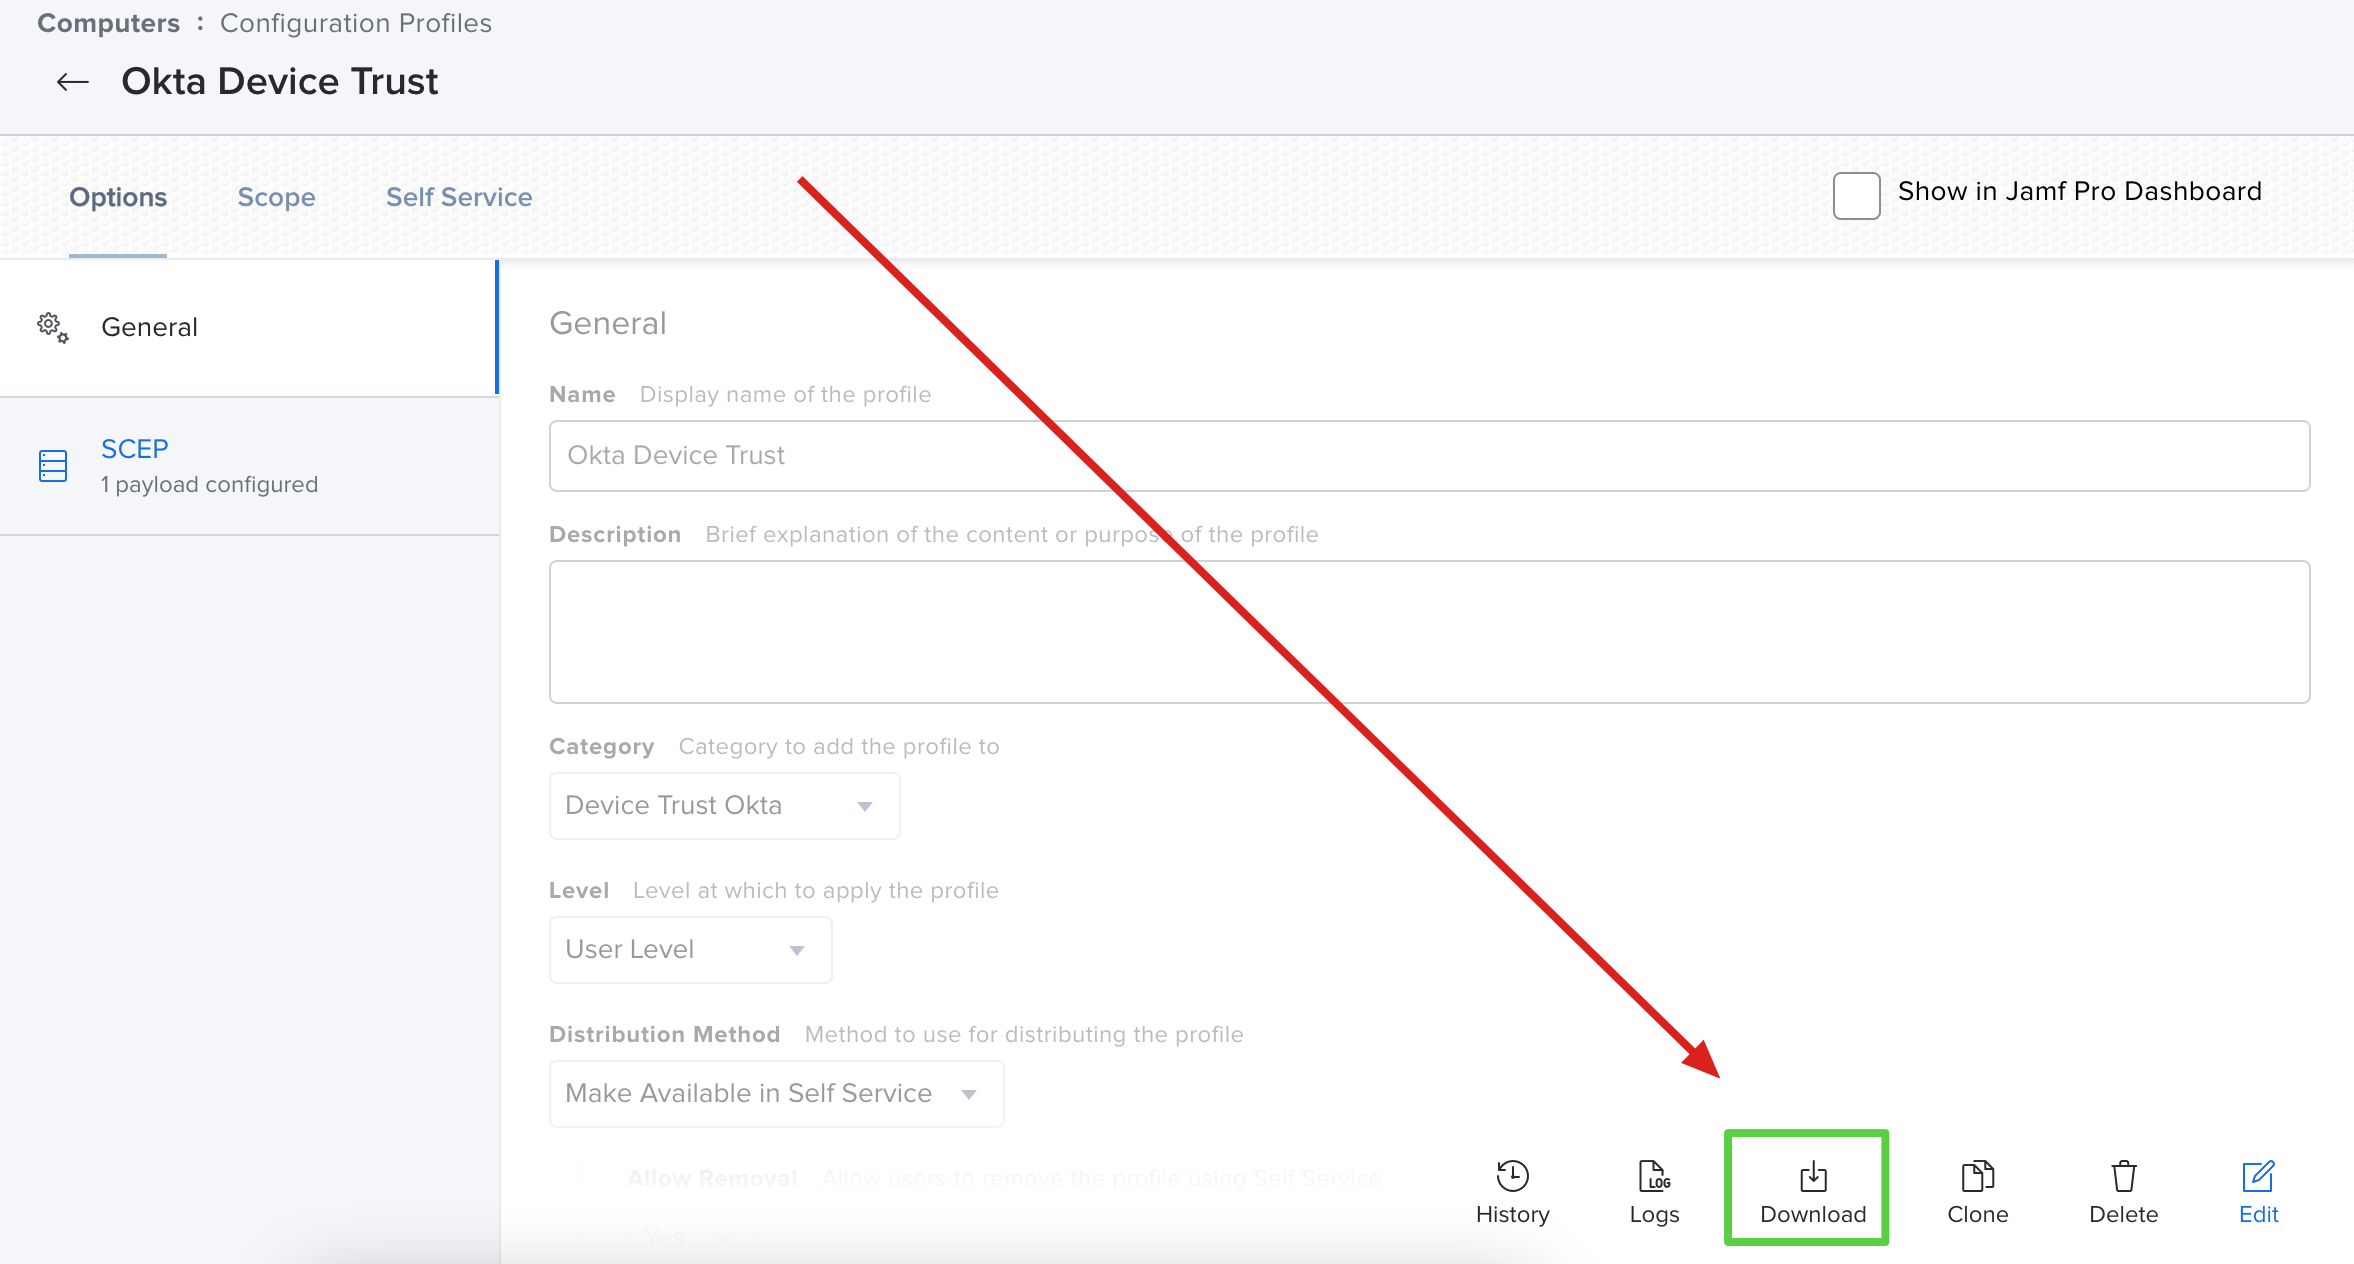 Computers : Configuration Profiles
← Okta Device Trust
Options Scope Self Service
Show in Jamf Pro Dashboard
General
SCEP
1 payload configured
General
Name Display name of the profile
Okta Device Trust
Description Brief explanation of the content or purpose of the profile
Category Category to add the profile to
Device Trust Okta
Level Level at which to apply the profile
User Level
Distribution Method Method to use for distributing the profile
Make Available in Self Service
Allow Removal Allow users to remove the profile using Self Service
Yes
LOG
History Logs Download Clone Delete Edit